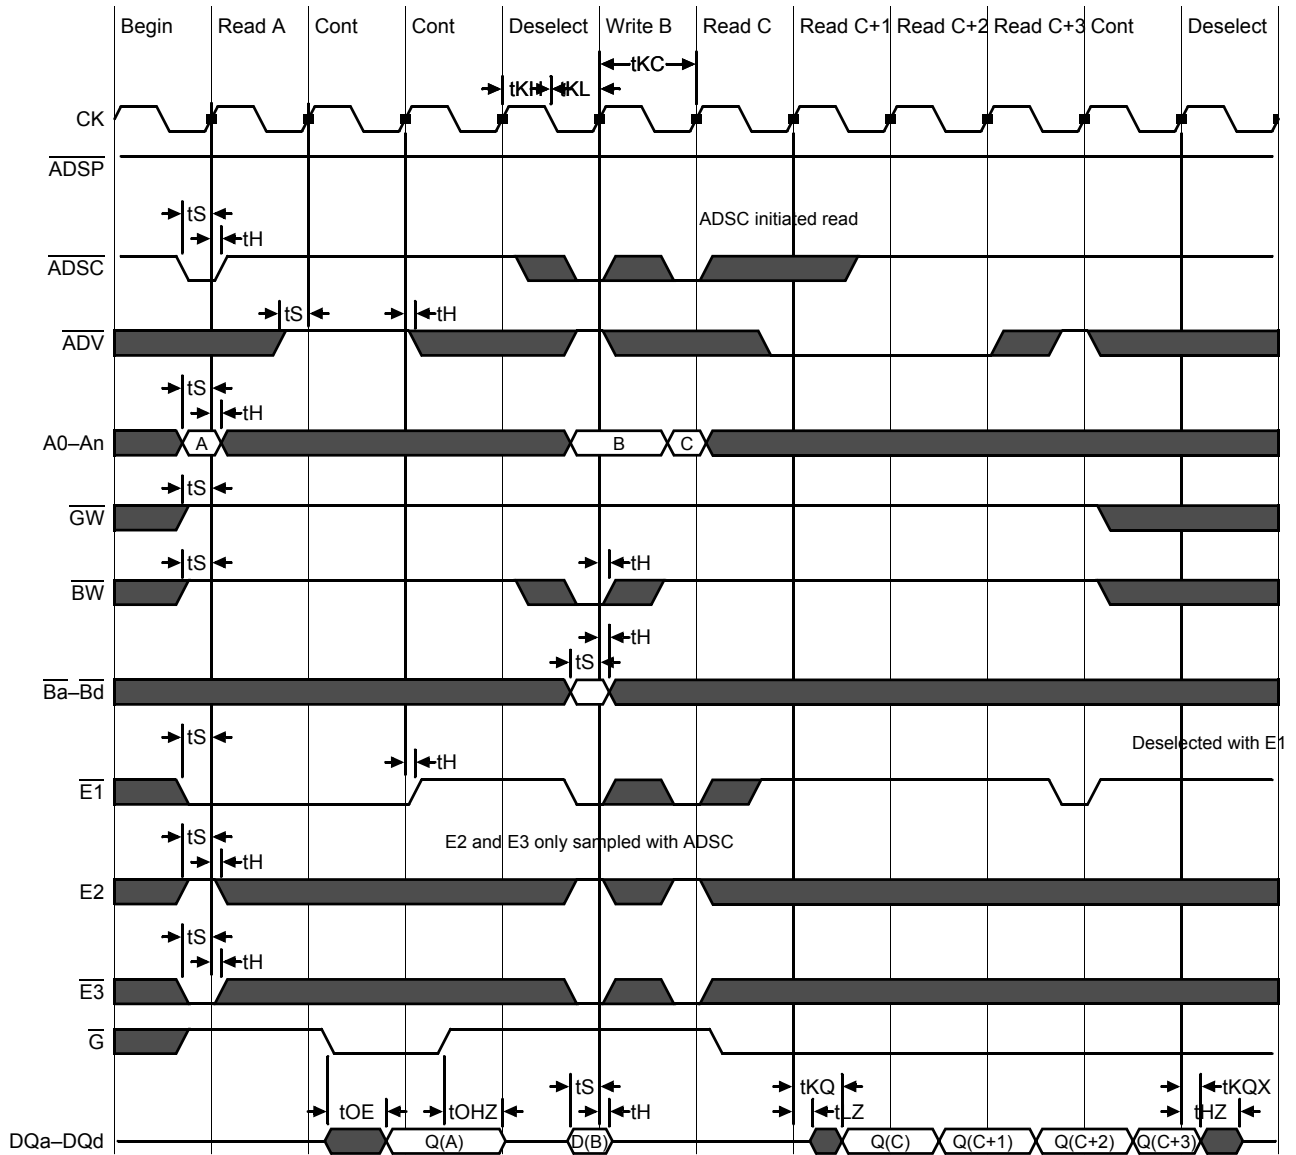 Begin Read A Cont Cont Deselect Write B Read C Read C+1 Read C+2 Read C+3 Cont Deselect
tKC
tKH tKL
CK
ADSP
tS
ADSC initiated read
tH
ADSC
tS tH
ADV
tS
tH
A0–An A B C
tS
GW
tS tH
BW
tH
tS
Ba–Bd
tS
Deselected with E1
tH
E1
tS
E2 and E3 only sampled with ADSC
tH
E2
tS
tH
E3
G
tS tKQ tKQX
tOE tOHZ tH tLZ tHZ
DQa–DQd Q(A) D(B) Q(C) Q(C+1) Q(C+2) Q(C+3)